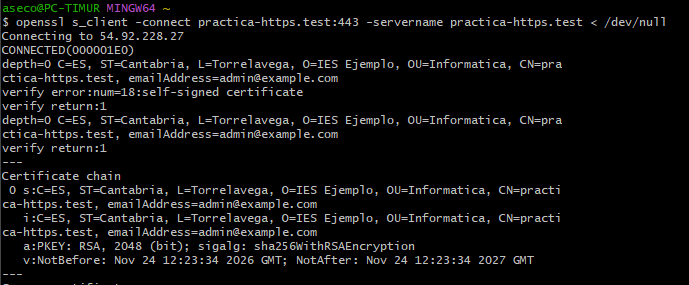 aseco@PC-TIMUR MINGW64 ~
$ openssl s_client -connect practica-https.test:443 -servername practica-https.test < /dev/null
Connecting to 54.92.228.27
CONNECTED(000001E0)
depth=0 C=ES, ST=Cantabria, L=Torrelavega, O=IES Ejemplo, OU=Informatica, CN=pra
ctica-https.test, emailAddress=admin@example.com
verify error:num=18:self-signed certificate
verify return:1
depth=0 C=ES, ST=Cantabria, L=Torrelavega, O=IES Ejemplo, OU=Informatica, CN=pra
ctica-https.test, emailAddress=admin@example.com
verify return:1
---
Certificate chain
 0 s:C=ES, ST=Cantabria, L=Torrelavega, O=IES Ejemplo, OU=Informatica, CN=practi
ca-https.test, emailAddress=admin@example.com
   i:C=ES, ST=Cantabria, L=Torrelavega, O=IES Ejemplo, OU=Informatica, CN=practi
ca-https.test, emailAddress=admin@example.com
   a:PKEY: RSA, 2048 (bit); sigalg: sha256WithRSAEncryption
   v:NotBefore: Nov 24 12:23:34 2026 GMT; NotAfter: Nov 24 12:23:34 2027 GMT
---